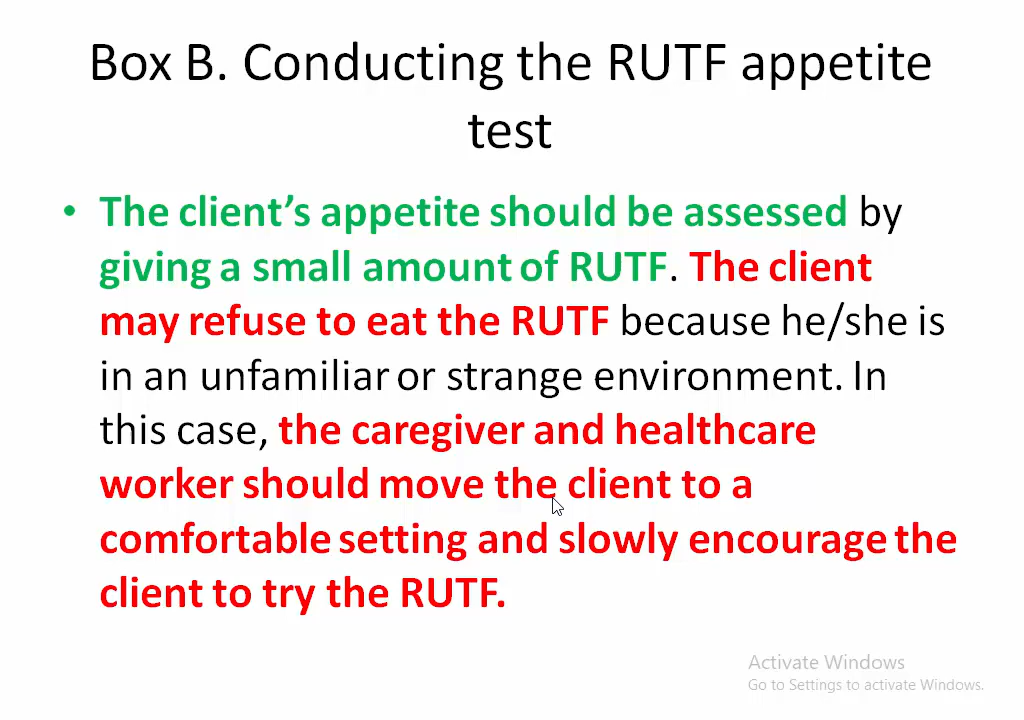 Box B. Conducting the RUTF appetite
test
• The client’s appetite should be assessed by
giving a small amount of RUTF. The client
may refuse to eat the RUTF because he/she is
in an unfamiliar or strange environment. In
this case, the caregiver and healthcare
worker should move the client to a
comfortable setting and slowly encourage the
client to try the RUTF.
Activate Windows
Go to Settings to activate Windows.